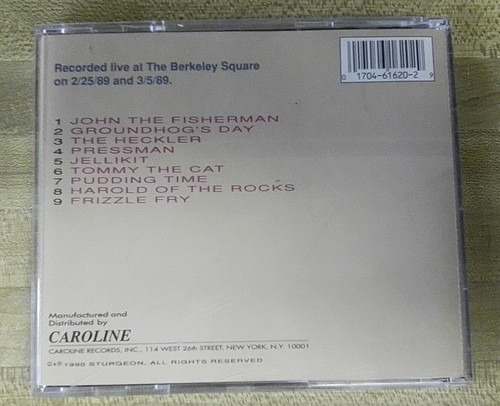 Recorded live at The Berkeley Square
on 2/25/89 and 3/5/89.
0 1704-61620-2 9
1 JOHN THE FISHERMAN
2 GROUNDHOG'S DAY
3 THE HECKLER
4 PRESSMAN
5 JELLIKIT
6 TOMMY THE CAT
7 PUDDING TIME
8 HAROLD OF THE ROCKS
9 FRIZZLE FRY
Manufactured and
Distributed by
CAROLINE
CAROLINE RECORDS, INC., 114 WEST 26th STREET, NEW YORK, N.Y. 10001
©+℗ 1990 STURGEON, ALL RIGHTS RESERVED